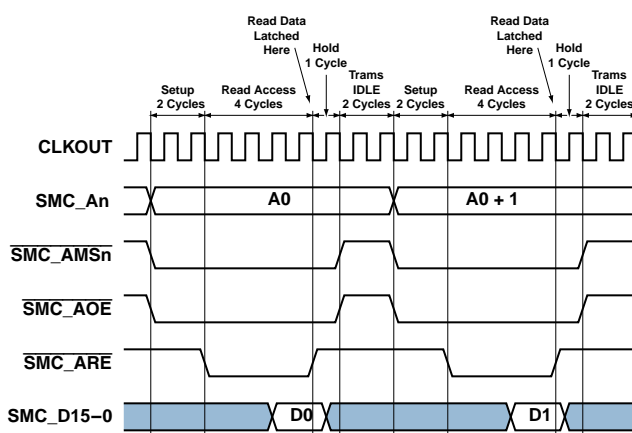 Read Data
Latched
Here
Hold
1 Cycle
Read Data
Latched
Here
Hold
1 Cycle
Setup
2 Cycles
Read Access
4 Cycles
Trams
IDLE
2 Cycles
Setup
2 Cycles
Read Access
4 Cycles
Trams
IDLE
2 Cycles
CLKOUT
SMC_An
A0
A0 + 1
SMC_AMSn
SMC_AOE
SMC_ARE
SMC_D15–0
D0
D1